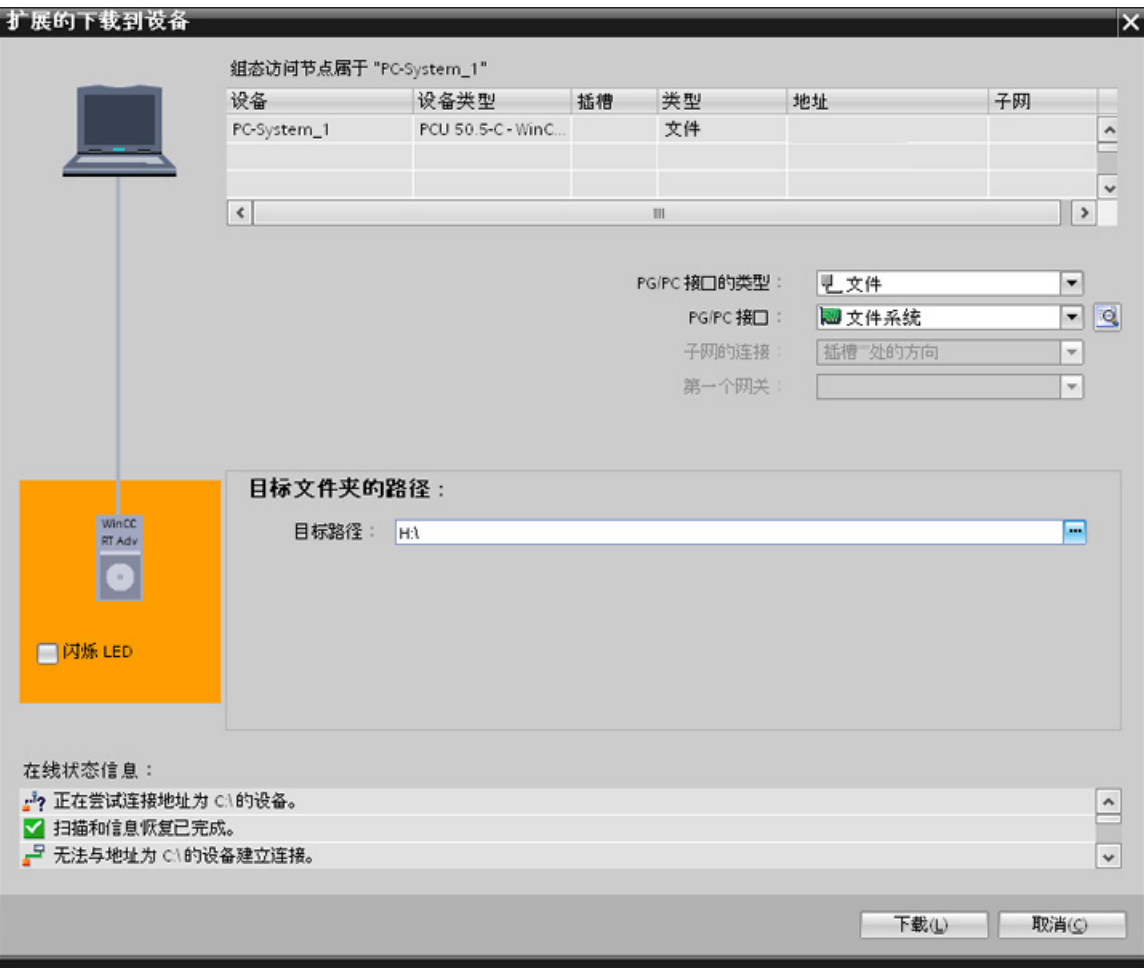 扩展的下载到设备
组态访问节点属于 "PC-System_1"
设备 设备类型 插槽 类型 地址 子网
PC-System_1 PCU 50.5-C - WinC... 文件
PG/PC 接口的类型： 文件
PG/PC 接口： 文件系统
子网的连接： 插槽"处的方向
第一个网关：
目标文件夹的路径：
目标路径： H:\
WinCC
RT Adv
闪烁 LED
在线状态信息：
正在尝试连接地址为 C:\ 的设备。
扫描和信息恢复已完成。
无法与地址为 C:\ 的设备建立连接。
下载(L) 取消(C)